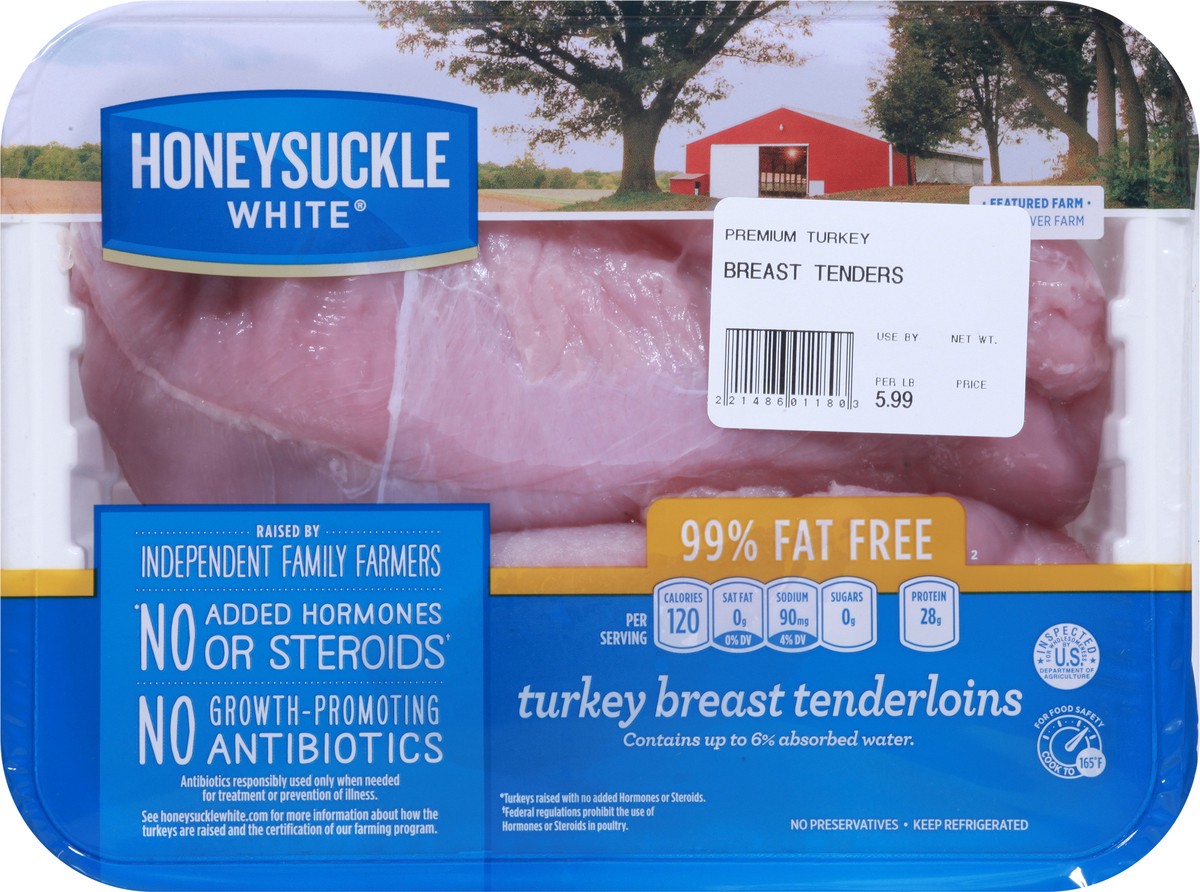 HONEYSUCKLE
WHITE®
• FEATURED FARM •
VER FARM
PREMIUM TURKEY
BREAST TENDERS
USE BY NET WT.
PER LB PRICE
5.99
2 21486 01180 3
RAISED BY
INDEPENDENT FAMILY FARMERS
*NO ADDED HORMONES
OR STEROIDS†
NO GROWTH-PROMOTING
ANTIBIOTICS
Antibiotics responsibly used only when needed
for treatment or prevention of illness.
See honeysucklewhite.com for more information about how the
turkeys are raised and the certification of our farming program.
99% FAT FREE 2
PER
SERVING
CALORIES
120
SAT FAT
0g
0% DV
SODIUM
90mg
4% DV
SUGARS
0g
PROTEIN
28g
turkey breast tenderloins
Contains up to 6% absorbed water.
*Turkeys raised with no added Hormones or Steroids.
†Federal regulations prohibit the use of
Hormones or Steroids in poultry.
INSPECTED
FOR WHOLESOMENESS
BY
U.S.
DEPARTMENT OF
AGRICULTURE
FOR FOOD SAFETY
COOK TO 165°F
NO PRESERVATIVES • KEEP REFRIGERATED